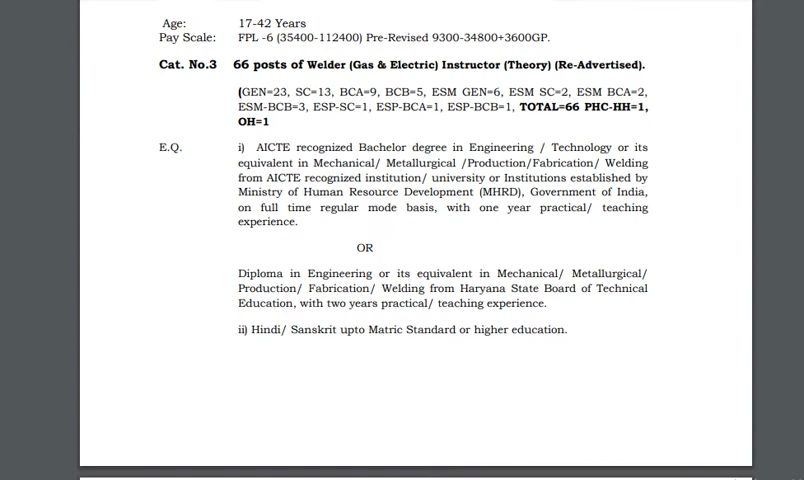 Age: 17-42 Years
Pay Scale: FPL -6 (35400-112400) Pre-Revised 9300-34800+3600GP.
Cat. No.3 66 posts of Welder (Gas & Electric) Instructor (Theory) (Re-Advertised).
(GEN=23, SC=13, BCA=9, BCB=5, ESM GEN=6, ESM SC=2, ESM BCA=2,
ESM-BCB=3, ESP-SC=1, ESP-BCA=1, ESP-BCB=1, TOTAL=66 PHC-HH=1,
OH=1
E.Q. i) AICTE recognized Bachelor degree in Engineering / Technology or its
equivalent in Mechanical/ Metallurgical /Production/Fabrication/ Welding
from AICTE recognized institution/ university or Institutions established by
Ministry of Human Resource Development (MHRD), Government of India,
on full time regular mode basis, with one year practical/ teaching
experience.
OR
Diploma in Engineering or its equivalent in Mechanical/ Metallurgical/
Production/ Fabrication/ Welding from Haryana State Board of Technical
Education, with two years practical/ teaching experience.
ii) Hindi/ Sanskrit upto Matric Standard or higher education.